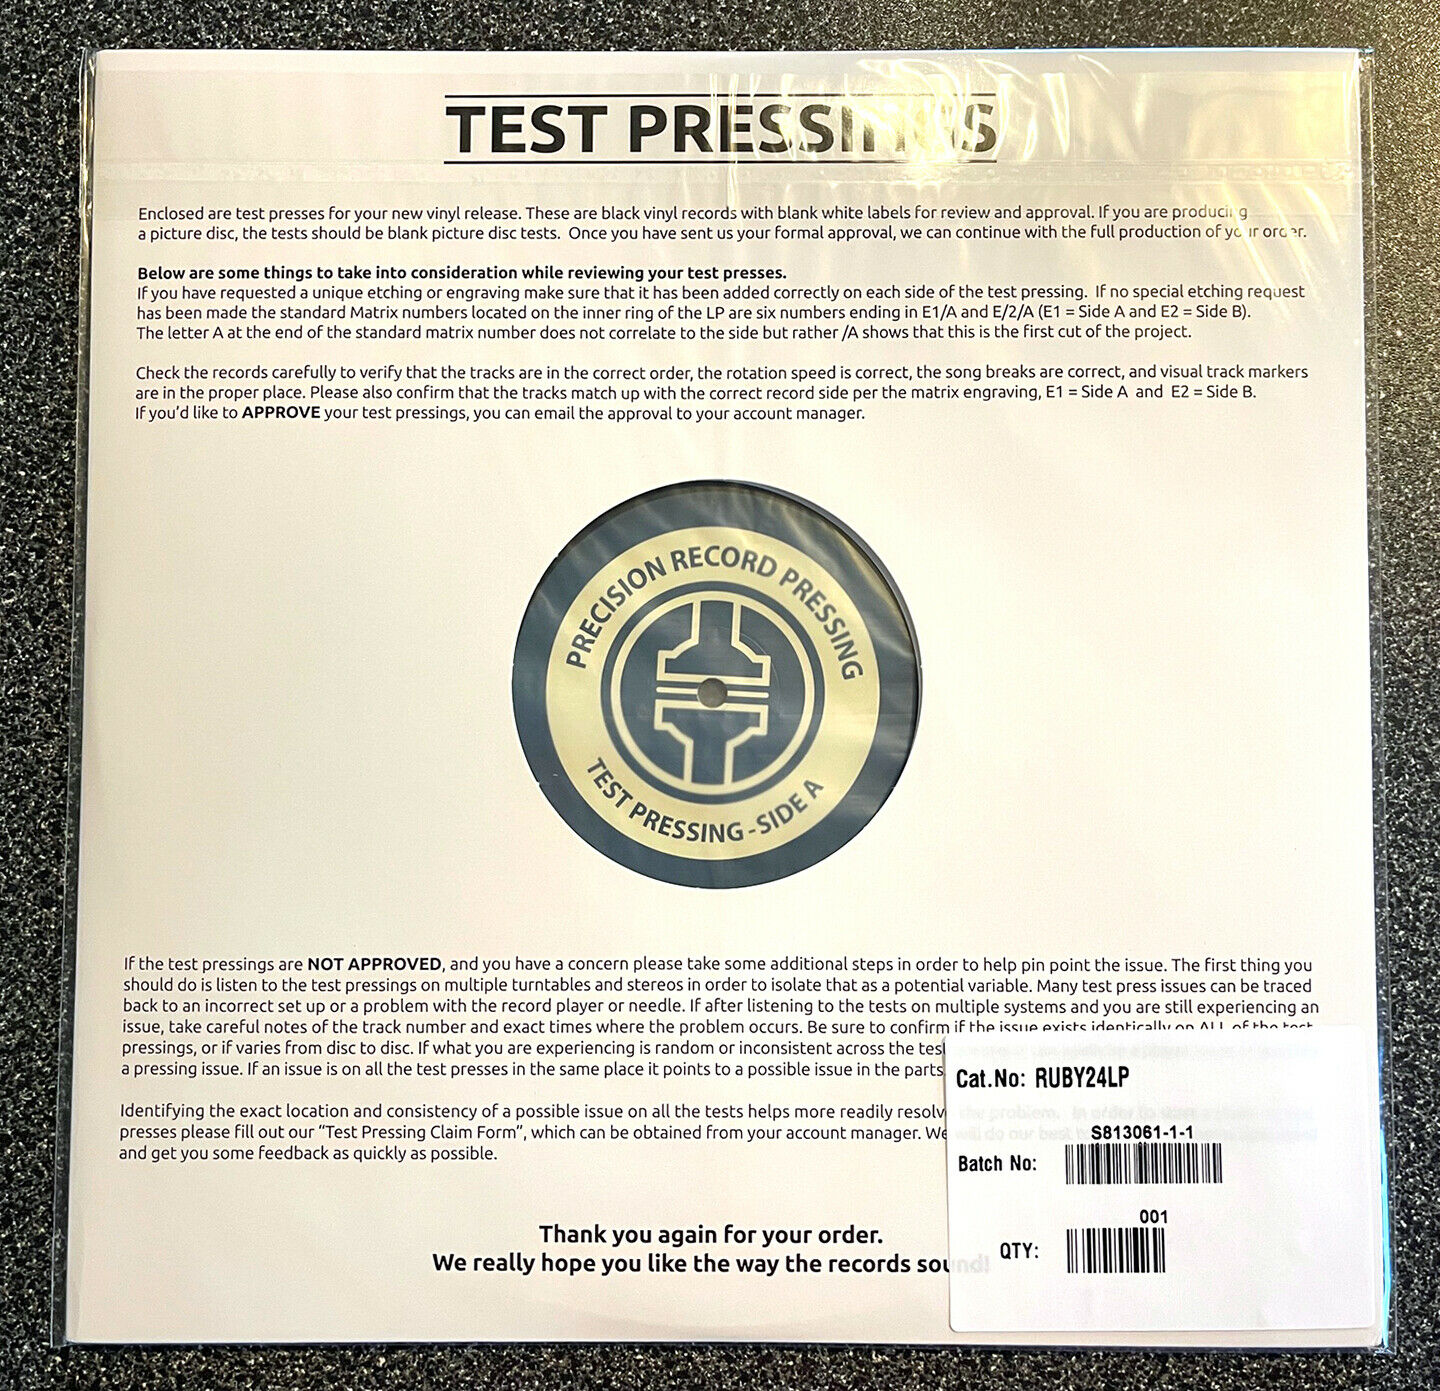 TEST PRESSINGS
Enclosed are test presses for your new vinyl release. These are black vinyl records with blank white labels for review and approval. If you are producing
a picture disc, the tests should be blank picture disc tests. Once you have sent us your formal approval, we can continue with the full production of your order.
Below are some things to take into consideration while reviewing your test presses.
If you have requested a unique etching or engraving make sure that it has been added correctly on each side of the test pressing. If no special etching request
has been made the standard Matrix numbers located on the inner ring of the LP are six numbers ending in E1/A and E/2/A (E1 = Side A and E2 = Side B).
The letter A at the end of the standard matrix number does not correlate to the side but rather /A shows that this is the first cut of the project.
Check the records carefully to verify that the tracks are in the correct order, the rotation speed is correct, the song breaks are correct, and visual track markers
are in the proper place. Please also confirm that the tracks match up with the correct record side per the matrix engraving, E1 = Side A and E2 = Side B.
If you'd like to APPROVE your test pressings, you can email the approval to your account manager.
PRECISION RECORD PRESSING
TEST PRESSING - SIDE A
If the test pressings are NOT APPROVED, and you have a concern please take some additional steps in order to help pin point the issue. The first thing you
should do is listen to the test pressings on multiple turntables and stereos in order to isolate that as a potential variable. Many test press issues can be traced
back to an incorrect set up or a problem with the record player or needle. If after listening to the tests on multiple systems and you are still experiencing an
issue, take careful notes of the track number and exact times where the problem occurs. Be sure to confirm if the issue exists identically on ALL of the test
pressings, or if varies from disc to disc. If what you are experiencing is random or inconsistent across the test
a pressing issue. If an issue is on all the test presses in the same place it points to a possible issue in the parts
Identifying the exact location and consistency of a possible issue on all the tests helps more readily resolve the problem. In order to
presses please fill out our "Test Pressing Claim Form", which can be obtained from your account manager. We will do our best
and get you some feedback as quickly as possible.
Thank you again for your order.
We really hope you like the way the records sound!
Cat.No: RUBY24LP
S813061-1-1
Batch No:
001
QTY: